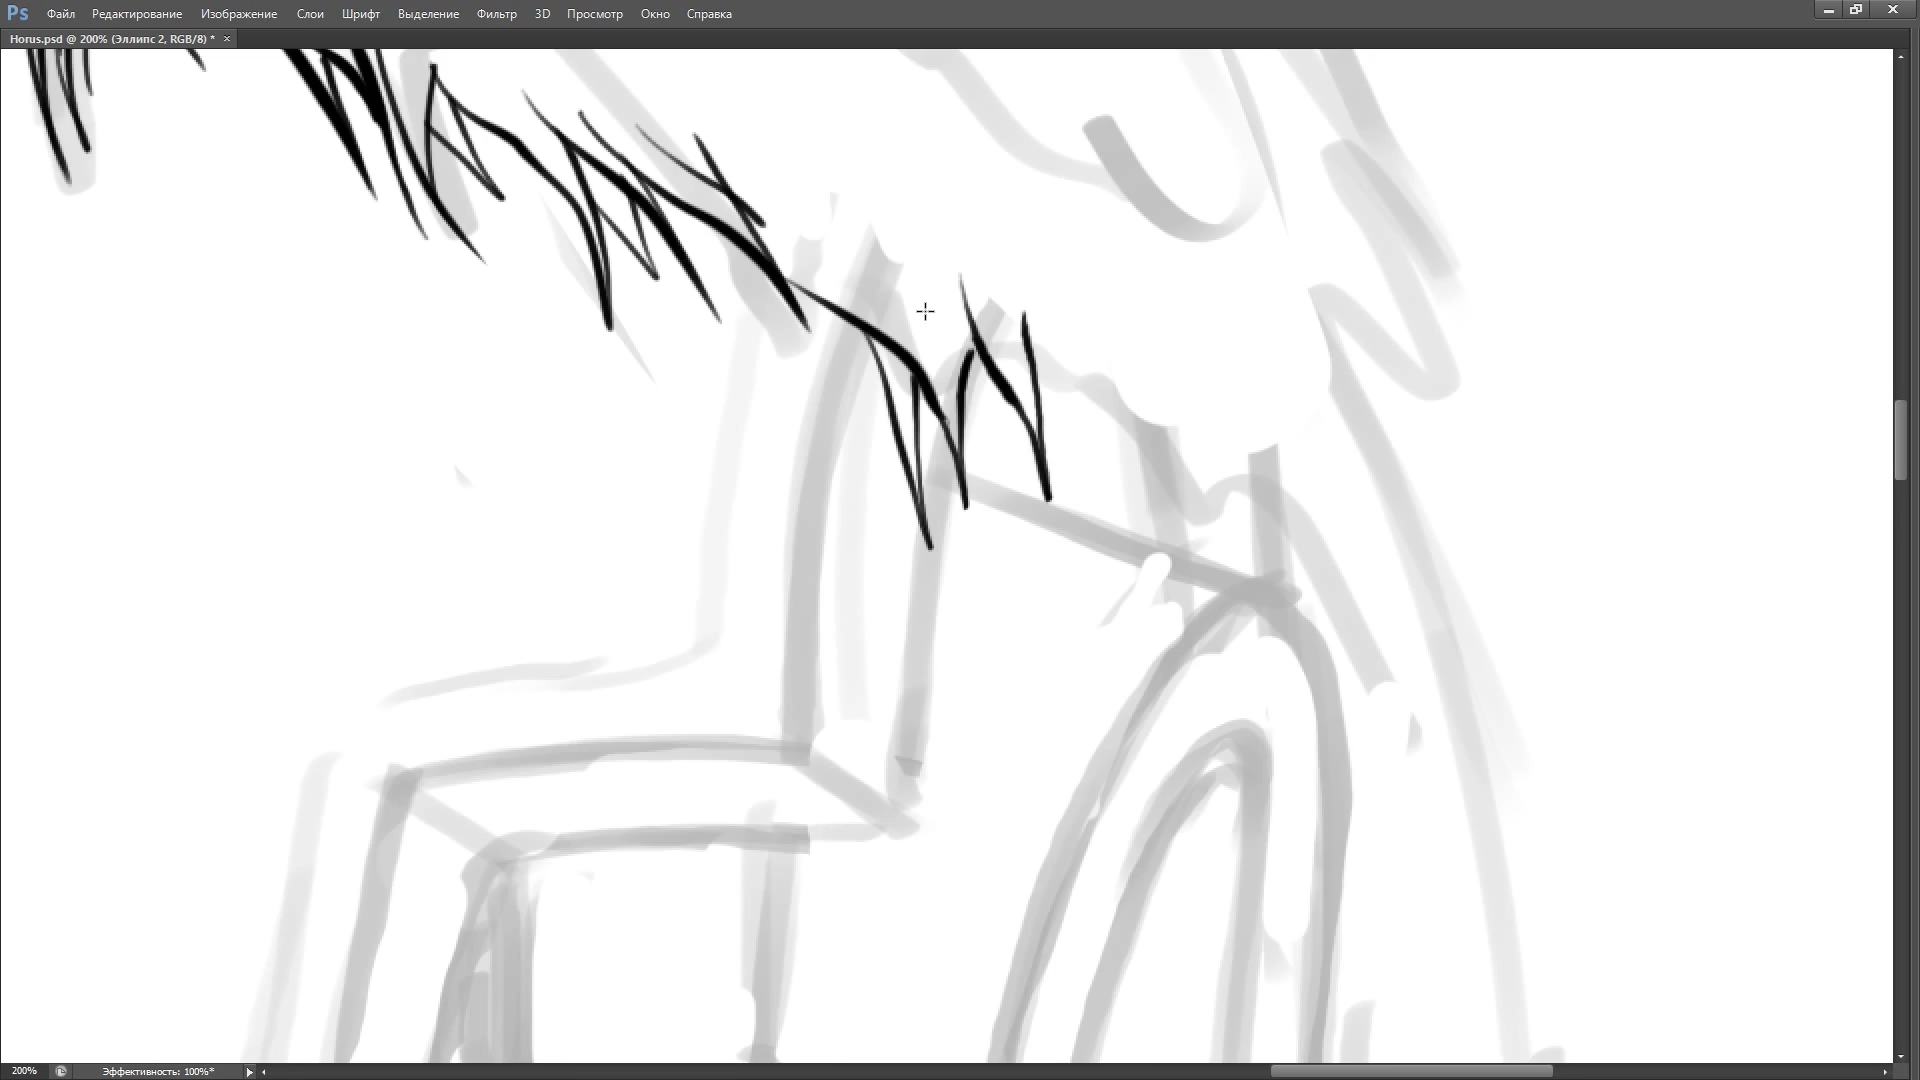 Ps Файл Редактирование Изображение Слои Шрифт Выделение Фильтр 3D Просмотр Окно Справка
Horus.psd @ 200% (Эллипс 2, RGB/8) * ×
200% Эффективность: 100%*